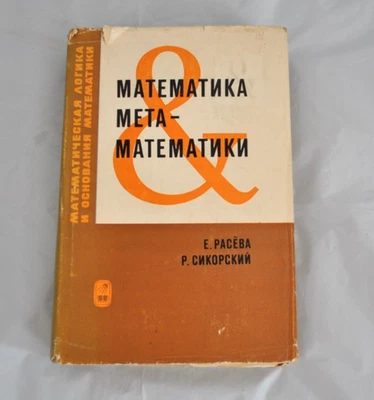 МАТЕМАТИЧЕСКАЯ ЛОГИКА
И ОСНОВАНИЯ МАТЕМАТИКИ
&
МАТЕМАТИКА
МЕТА-
МАТЕМАТИКИ
Е. РАСЁВА
Р. СИКОРСКИЙ